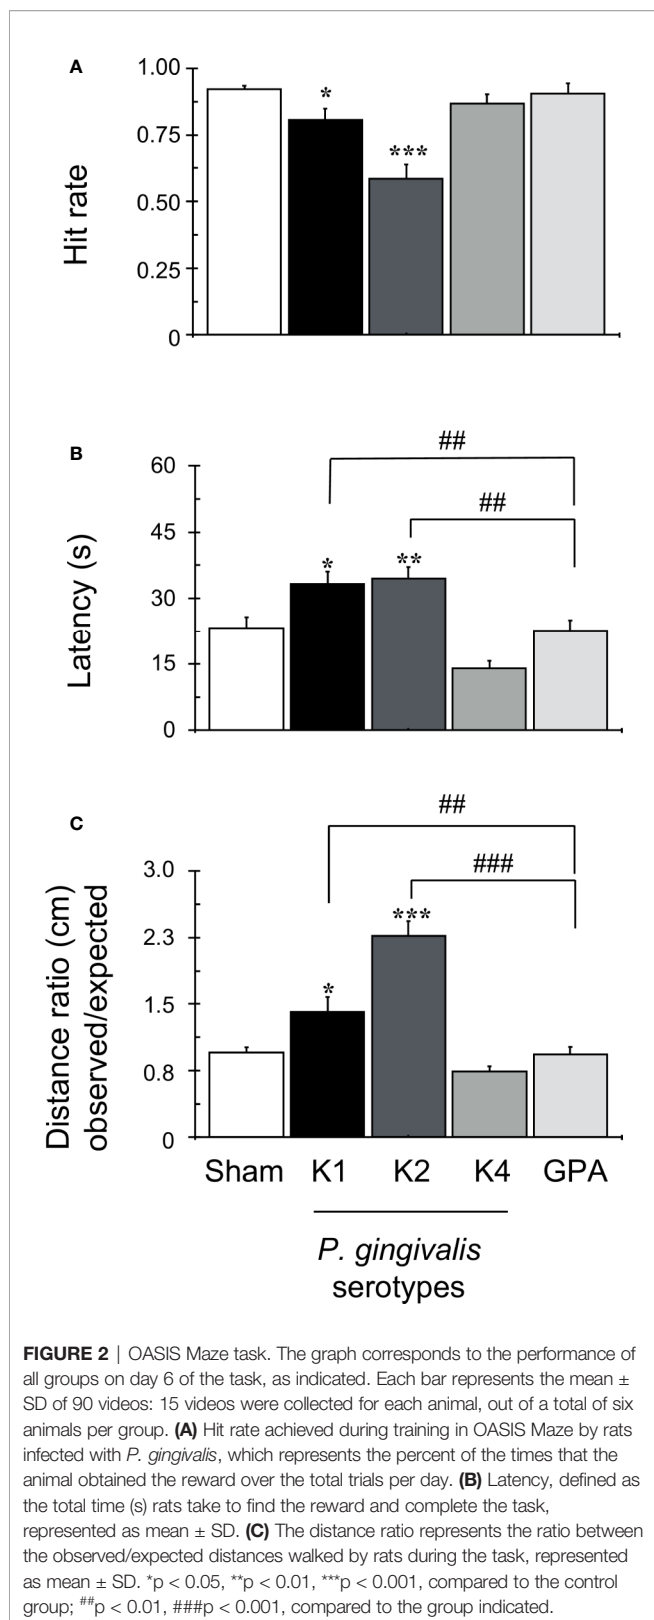 A
Hit rate
1.00
0.75
0.50
0.25
0
*
***
B
Latency (s)
60
45
30
15
0
*
**
##
##
C
Distance ratio (cm)
observed/expected
3.0
2.3
1.5
0.8
0
*
***
##
###
Sham K1 K2 K4 GPA
P. gingivalis
serotypes
FIGURE 2 | OASIS Maze task. The graph corresponds to the performance of
all groups on day 6 of the task, as indicated. Each bar represents the mean ±
SD of 90 videos: 15 videos were collected for each animal, out of a total of six
animals per group. (A) Hit rate achieved during training in OASIS Maze by rats
infected with P. gingivalis, which represents the percent of the times that the
animal obtained the reward over the total trials per day. (B) Latency, defined as
the total time (s) rats take to find the reward and complete the task,
represented as mean ± SD. (C) The distance ratio represents the ratio between
the observed/expected distances walked by rats during the task, represented
as mean ± SD. *p < 0.05, **p < 0.01, ***p < 0.001, compared to the control
group; ##p < 0.01, ###p < 0.001, compared to the group indicated.